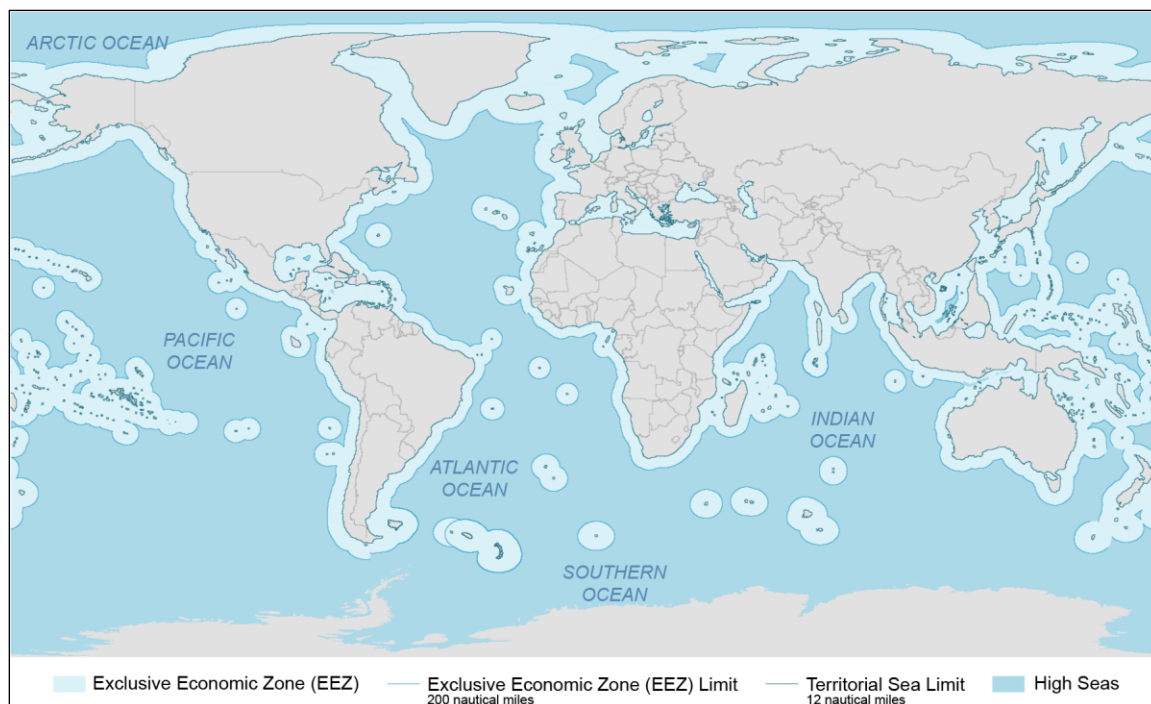 ARCTIC OCEAN
PACIFIC
OCEAN
ATLANTIC
OCEAN
INDIAN
OCEAN
SOUTHERN
OCEAN
Exclusive Economic Zone (EEZ)
Exclusive Economic Zone (EEZ) Limit
200 nautical miles
Territorial Sea Limit
12 nautical miles
High Seas